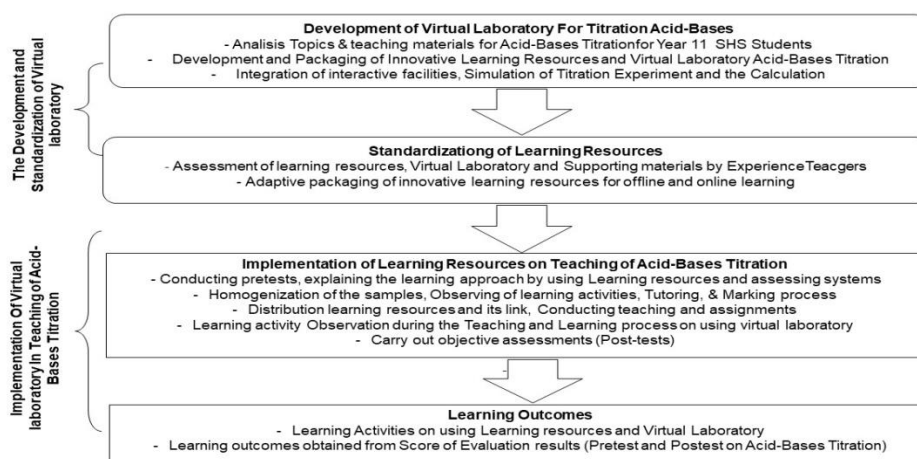 Development of Virtual Laboratory For Titration Acid-Bases
- Analisis Topics & teaching materials for Acid-Bases Titrationfor Year 11 SHS Students
- Development and Packaging of Innovative Learning Resources and Virtual Laboratory Acid-Bases Titration
- Integration of interactive facilities, Simulation of Titration Experiment and the Calculation
The Development and
Standardization of Virtual
laboratory
Standardizationg of Learning Resources
- Assessment of learning resources, Virtual Laboratory and Supporting materials by Experience Teacgers
- Adaptive packaging of innovative learning resources for offline and online learning
Implementation Of Virtual
laboratory In Teaching of Acid-
Bases Titration
Implementation of Learning Resources on Teaching of Acid-Bases Titration
- Conducting pretests, explaining the learning approach by using Learning resources and assessing systems
- Homogenization of the samples, Observing of learning activities, Tutoring, & Marking process
- Distribution learning resources and its link, Conducting teaching and assignments
- Learning activity Observation during the Teaching and Learning process on using virtual laboratory
- Carry out objective assessments (Post-tests)
-
Learning Outcomes
- Learning Activities on using Learning resources and Virtual Laboratory
- Learning outcomes obtained from Score of Evaluation results (Pretest and Postest on Acid-Bases Titration)